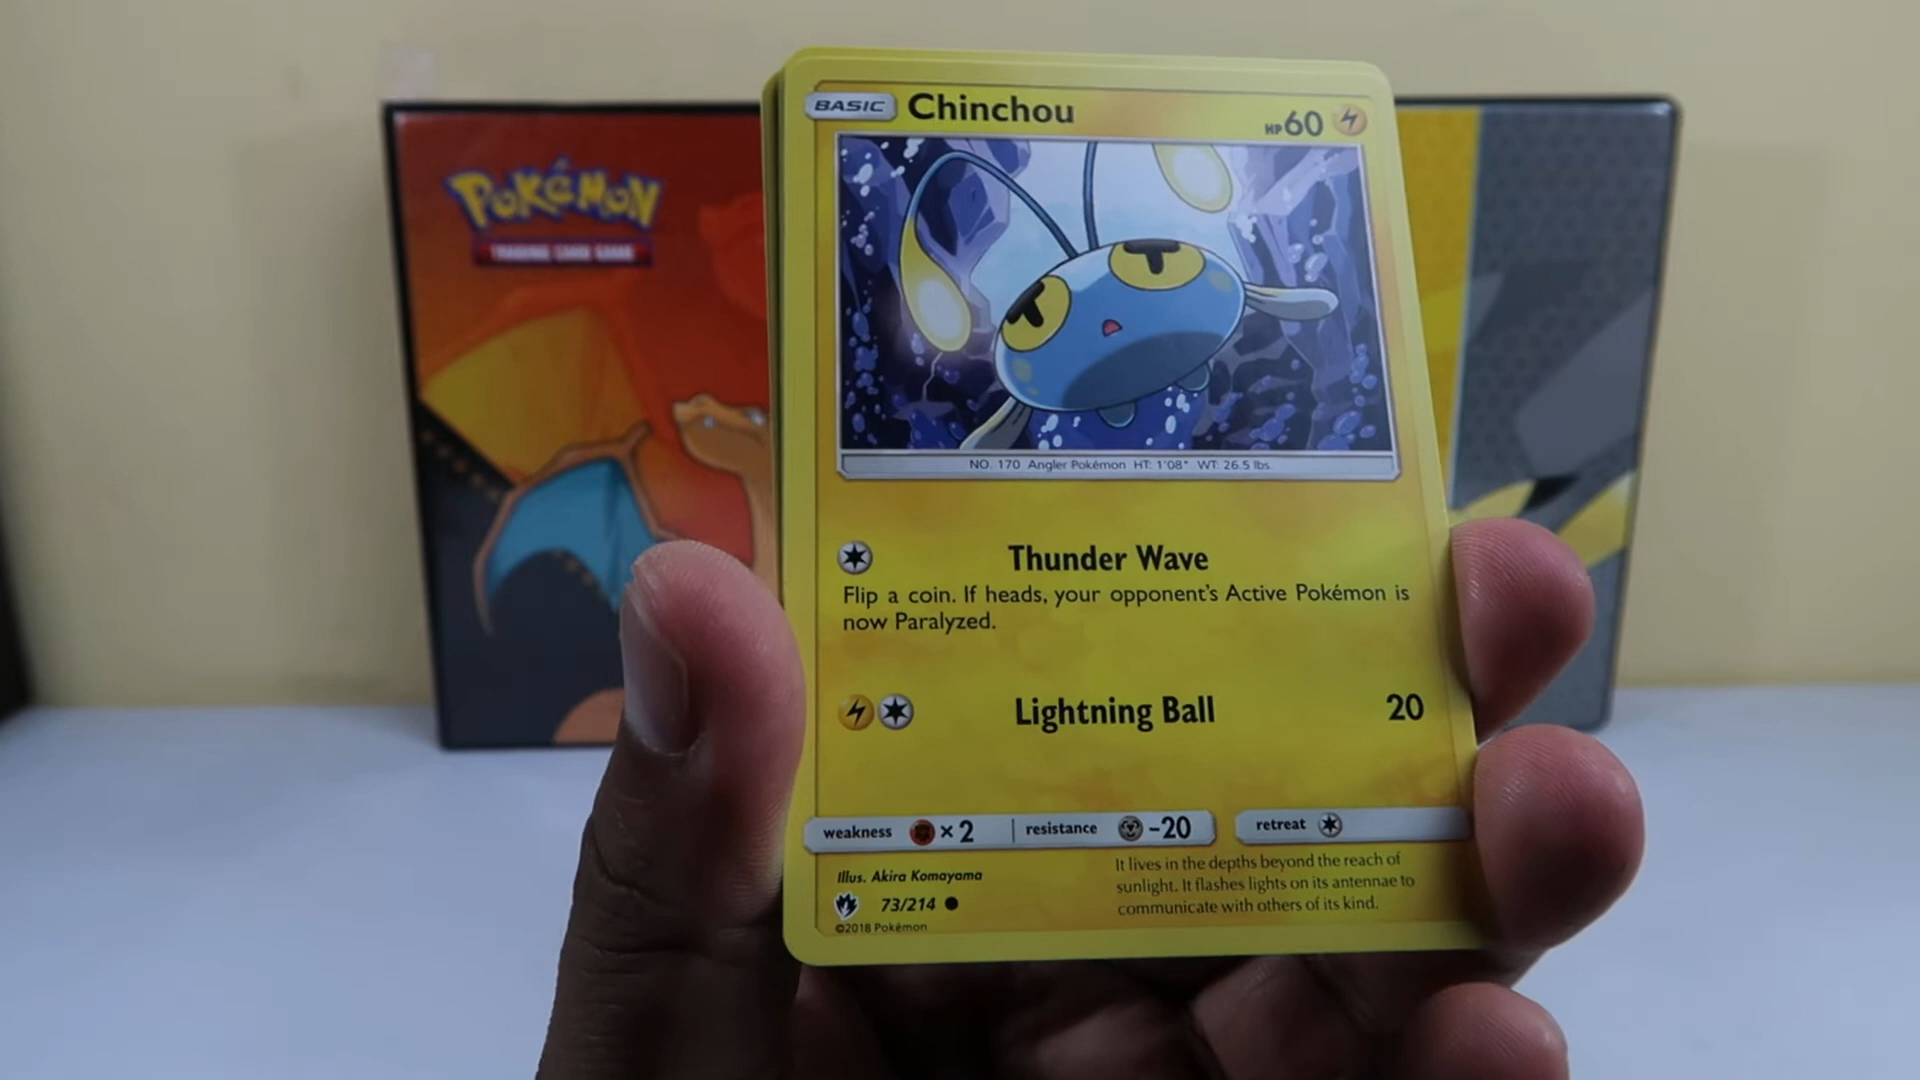 POKÉMON
TRADING CARD GAME
BASIC Chinchou HP60
NO. 170 Angler Pokémon HT: 1'08" WT: 26.5 lbs.
Thunder Wave
Flip a coin. If heads, your opponent's Active Pokémon is
now Paralyzed.
Lightning Ball 20
weakness ×2 resistance -20 retreat
Illus. Akira Komayama
73/214
©2018 Pokémon
It lives in the depths beyond the reach of
sunlight. It flashes lights on its antennae to
communicate with others of its kind.